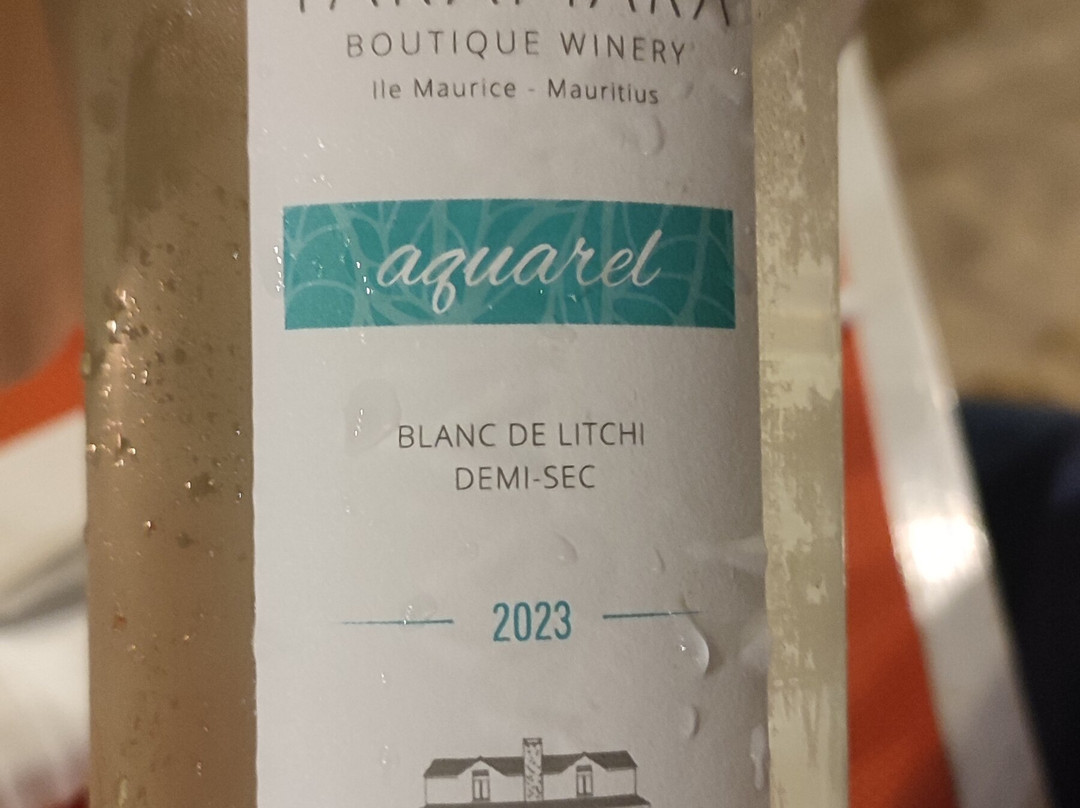 BOUTIQUE WINERY
Ile Maurice - Mauritius
aquarel
BLANC DE LITCHI
DEMI-SEC
2023